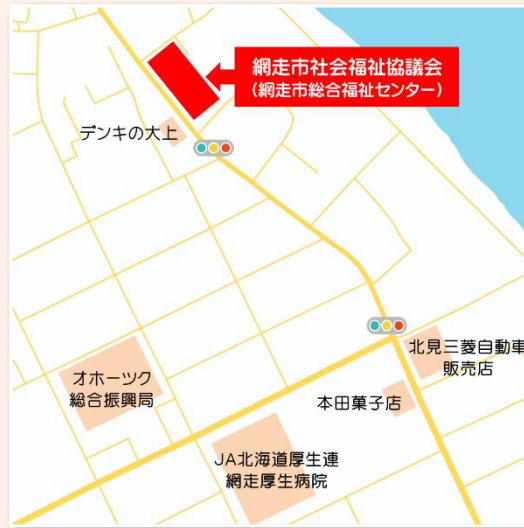 網走市社会福祉協議会
(網走市総合福祉センター)
デンキの大上
北見三菱自動車
販売店
オホーツク
総合振興局
本田菓子店
JA北海道厚生連
網走厚生病院